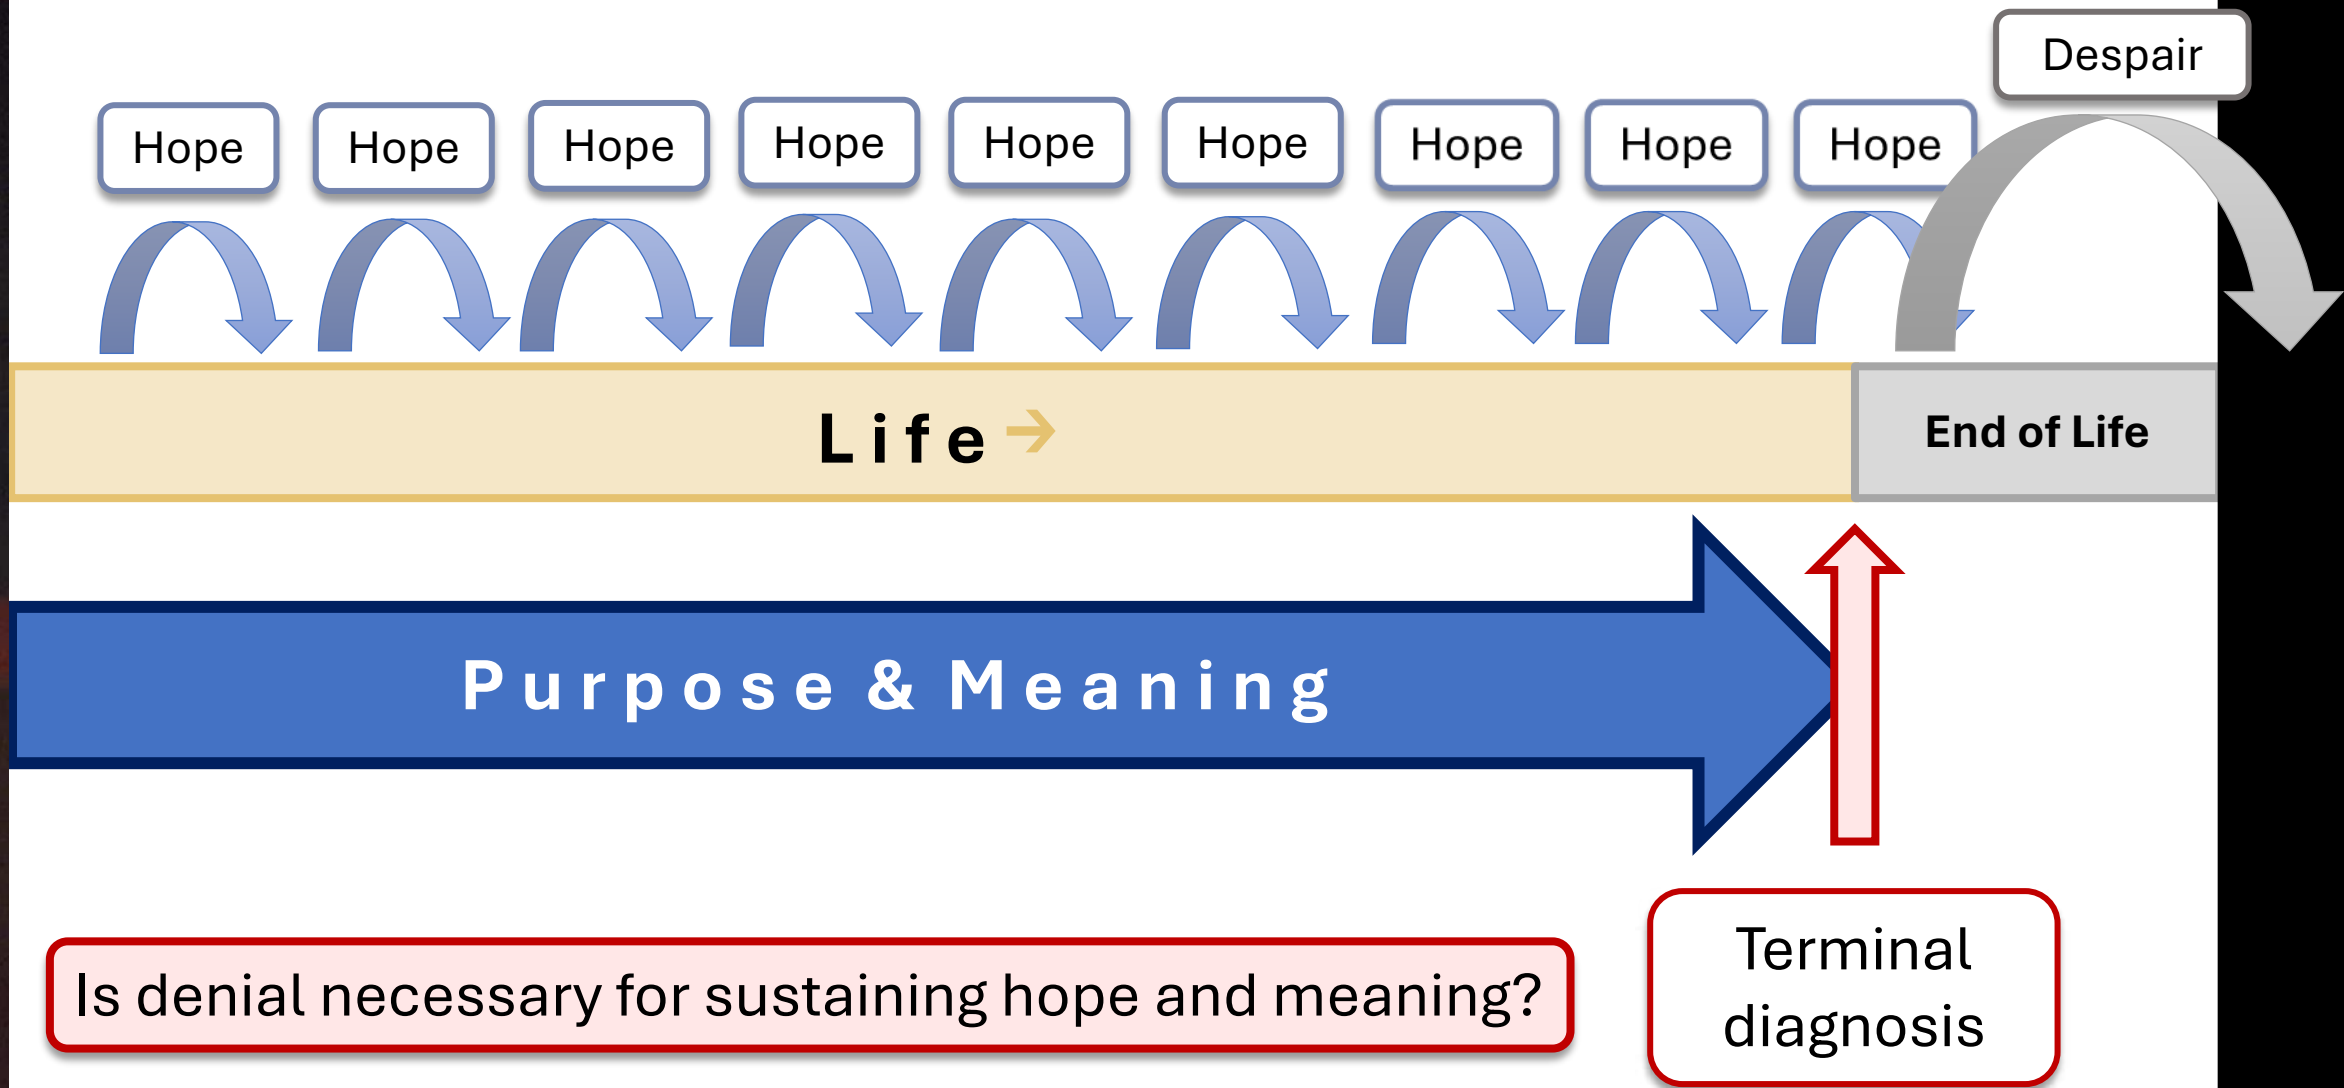 Despair
Hope
Hope
Hope
Hope
Hope
Hope
Hope
Hope
Hope
Life →
End of Life
Purpose & Meaning
Is denial necessary for sustaining hope and meaning?
Terminal
diagnosis